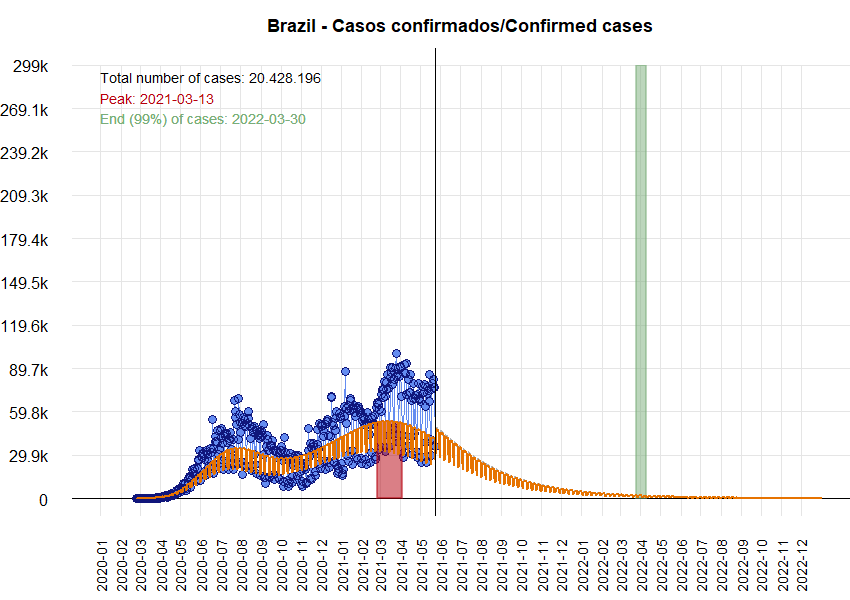 Brazil - Casos confirmados/Confirmed cases
Total number of cases: 20.428.196
Peak: 2021-03-13
End (99%) of cases: 2022-03-30
299k
269.1k
239.2k
209.3k
179.4k
149.5k
119.6k
89.7k
59.8k
29.9k
0
2020-01
2020-02
2020-03
2020-04
2020-05
2020-06
2020-07
2020-08
2020-09
2020-10
2020-11
2020-12
2021-01
2021-02
2021-03
2021-04
2021-05
2021-06
2021-07
2021-08
2021-09
2021-10
2021-11
2021-12
2022-01
2022-02
2022-03
2022-04
2022-05
2022-06
2022-07
2022-08
2022-09
2022-10
2022-11
2022-12